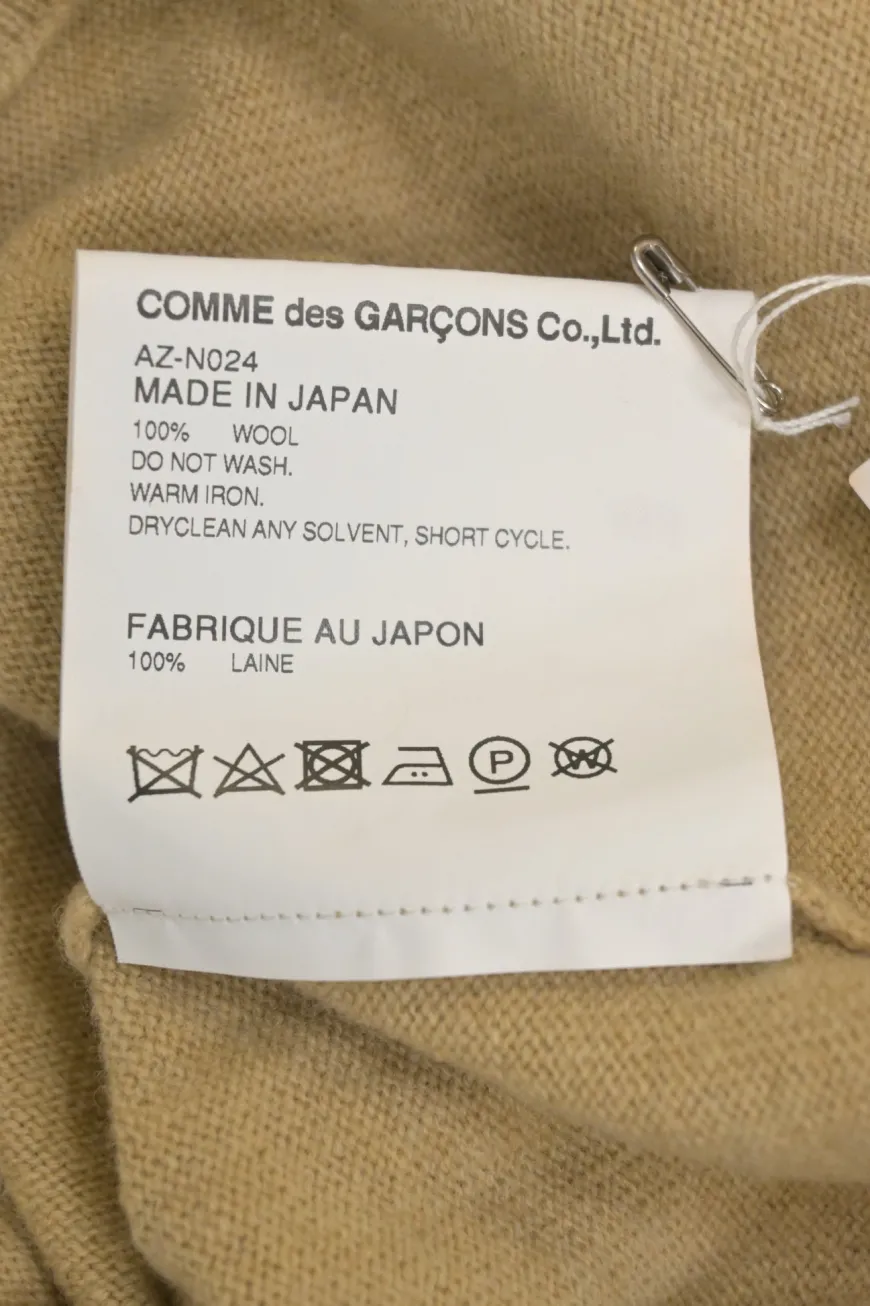 COMME des GARÇONS Co.,Ltd.
AZ-N024
MADE IN JAPAN
100% WOOL
DO NOT WASH.
WARM IRON.
DRYCLEAN ANY SOLVENT, SHORT CYCLE.
FABRIQUE AU JAPON
100% LAINE
P W